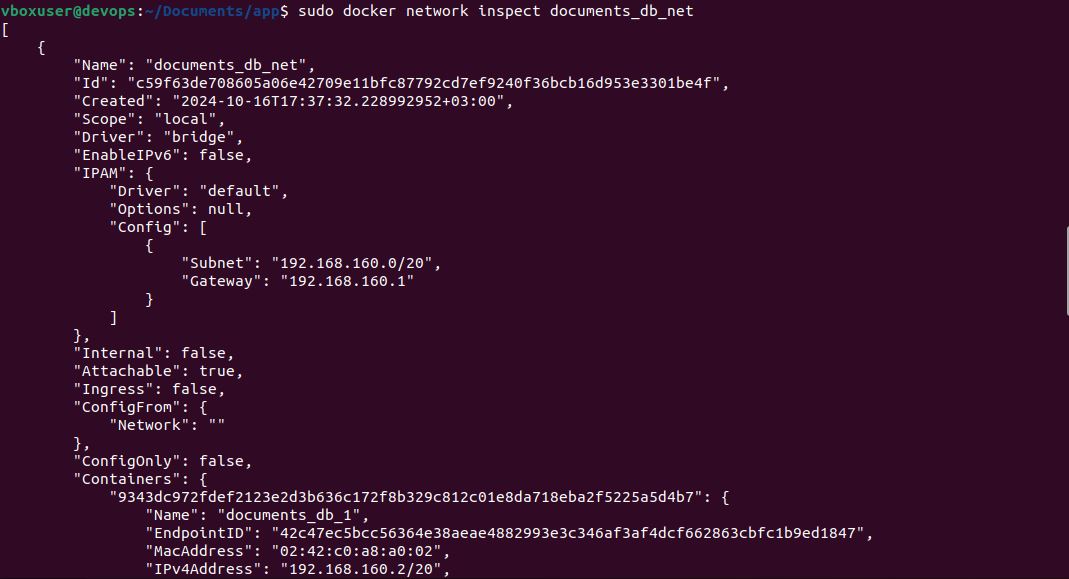 vboxuser@devops:~/Documents/app$ sudo docker network inspect documents_db_net
[
    {
        "Name": "documents_db_net",
        "Id": "c59f63de708605a06e42709e11bfc87792cd7ef9240f36bcb16d953e3301be4f",
        "Created": "2024-10-16T17:37:32.228992952+03:00",
        "Scope": "local",
        "Driver": "bridge",
        "EnableIPv6": false,
        "IPAM": {
            "Driver": "default",
            "Options": null,
            "Config": [
                {
                    "Subnet": "192.168.160.0/20",
                    "Gateway": "192.168.160.1"
                }
            ]
        },
        "Internal": false,
        "Attachable": true,
        "Ingress": false,
        "ConfigFrom": {
            "Network": ""
        },
        "ConfigOnly": false,
        "Containers": {
            "9343dc972fdef2123e2d3b636c172f8b329c812c01e8da718eba2f5225a5d4b7": {
                "Name": "documents_db_1",
                "EndpointID": "42c47ec5bcc56364e38aeae4882993e3c346af3af4dcf662863cbfc1b9ed1847",
                "MacAddress": "02:42:c0:a8:a0:02",
                "IPv4Address": "192.168.160.2/20",